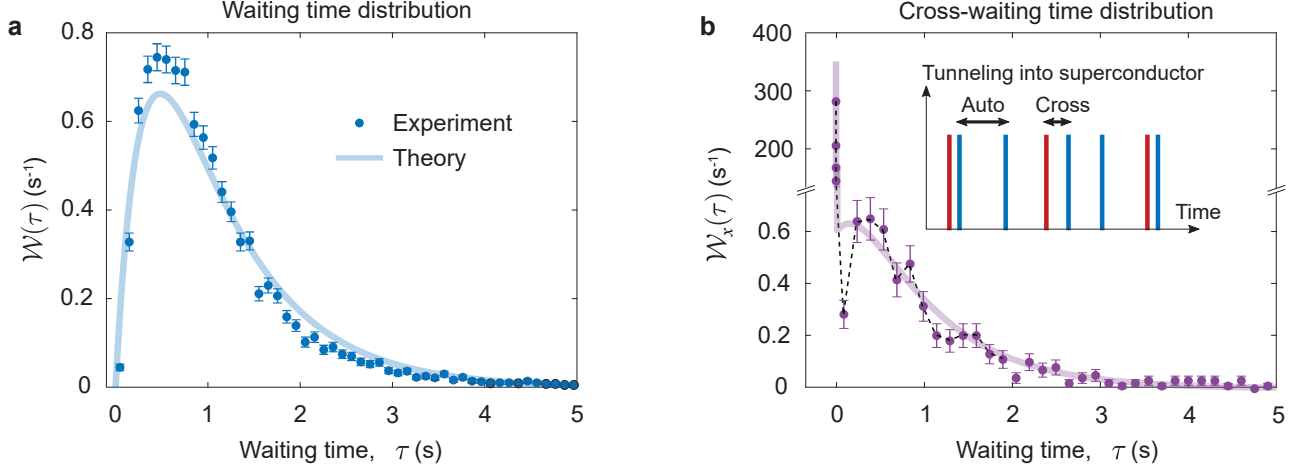 a
Waiting time distribution
0.8
0.6
0.4
0.2
0
0 1 2 3 4 5
𝒲(τ) (s⁻¹)
Waiting time, τ (s)
Experiment
Theory
b
Cross-waiting time distribution
400
300
200
0.6
0.4
0.2
0
0 1 2 3 4 5
𝒲ₓ(τ) (s⁻¹)
Waiting time, τ (s)
Tunneling into superconductor
Auto Cross
Time